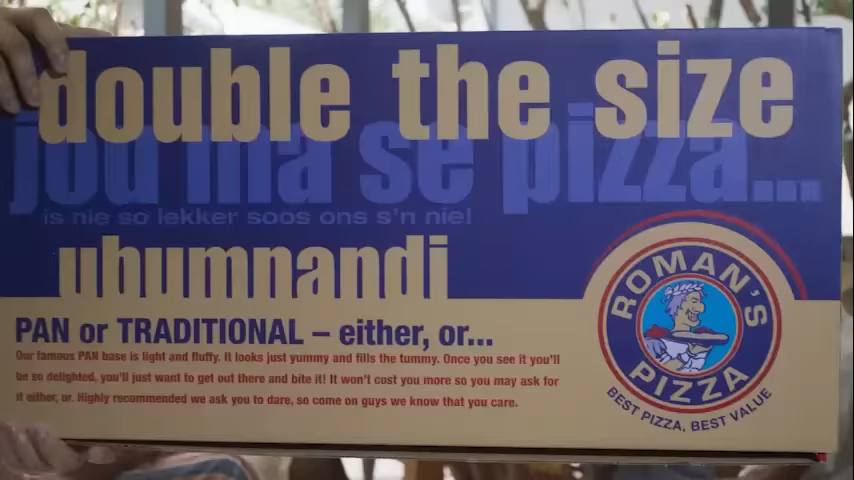 double the size
jou ma se pizza...
is nie so lekker soos ons s'n nie!
ubumnandi
PAN or TRADITIONAL – either, or...
Our famous PAN base is light and fluffy. It looks just yummy and fills the tummy. Once you see it you'll
be so delighted, you'll just want to get out there and bite it! It won't cost you more so you may ask for
it either, or. Highly recommended we ask you to dare, so come on guys we know that you care.
ROMAN'S
PIZZA
BEST PIZZA, BEST VALUE